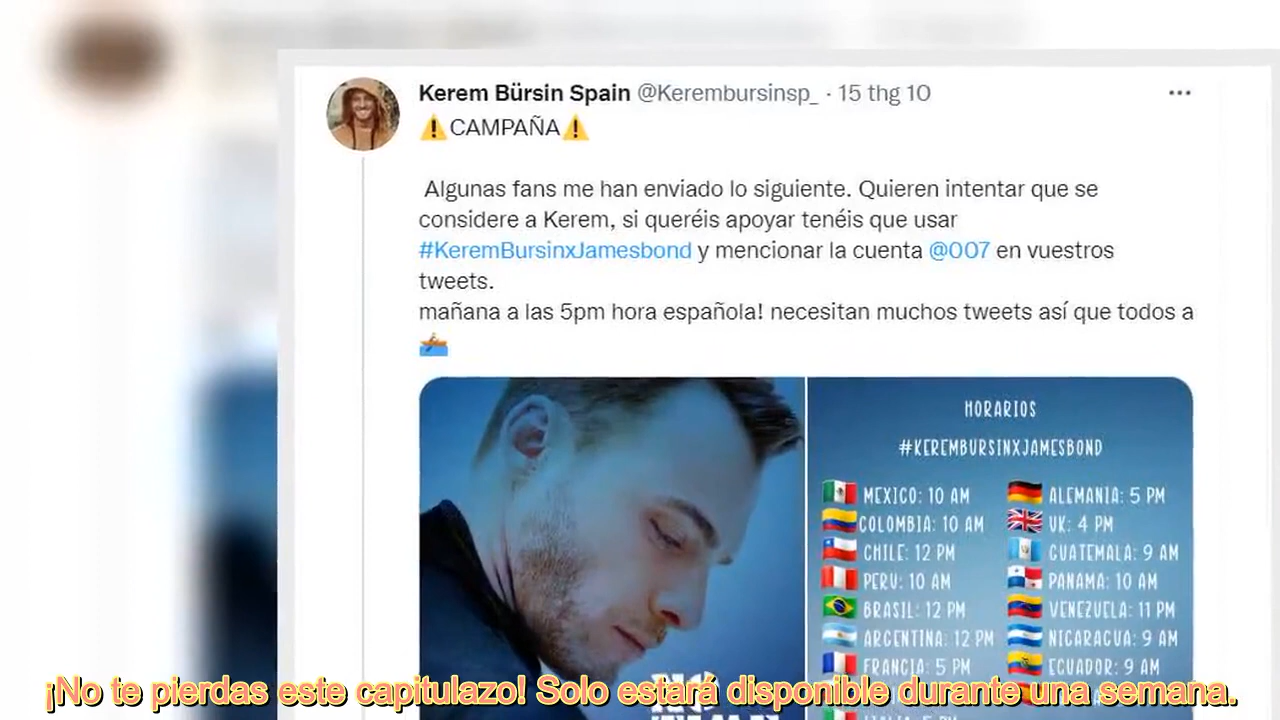 Kerem Bürsin Spain @Kerembursinsp_ · 15 thg 10
⚠️CAMPAÑA⚠️
Algunas fans me han enviado lo siguiente. Quieren intentar que se
considere a Kerem, si queréis apoyar tenéis que usar
#KeremBursinxJamesbond y mencionar la cuenta @007 en vuestros
tweets.
mañana a las 5pm hora española! necesitan muchos tweets así que todos a
HORARIOS
#KEREMBURSINXJAMESBOND
MEXICO: 10 AM
COLOMBIA: 10 AM
CHILE: 12 PM
PERU: 10 AM
BRASIL: 12 PM
ARGENTINA: 12 PM
FRANCIA: 5 PM
ALEMANIA: 5 PM
UK: 4 PM
GUATEMALA: 9 AM
PANAMA: 10 AM
VENEZUELA: 11 PM
NICARAGUA: 9 AM
ECUADOR: 9 AM
NO
¡No te pierdas este capitulazo! Solo estará disponible durante una semana.